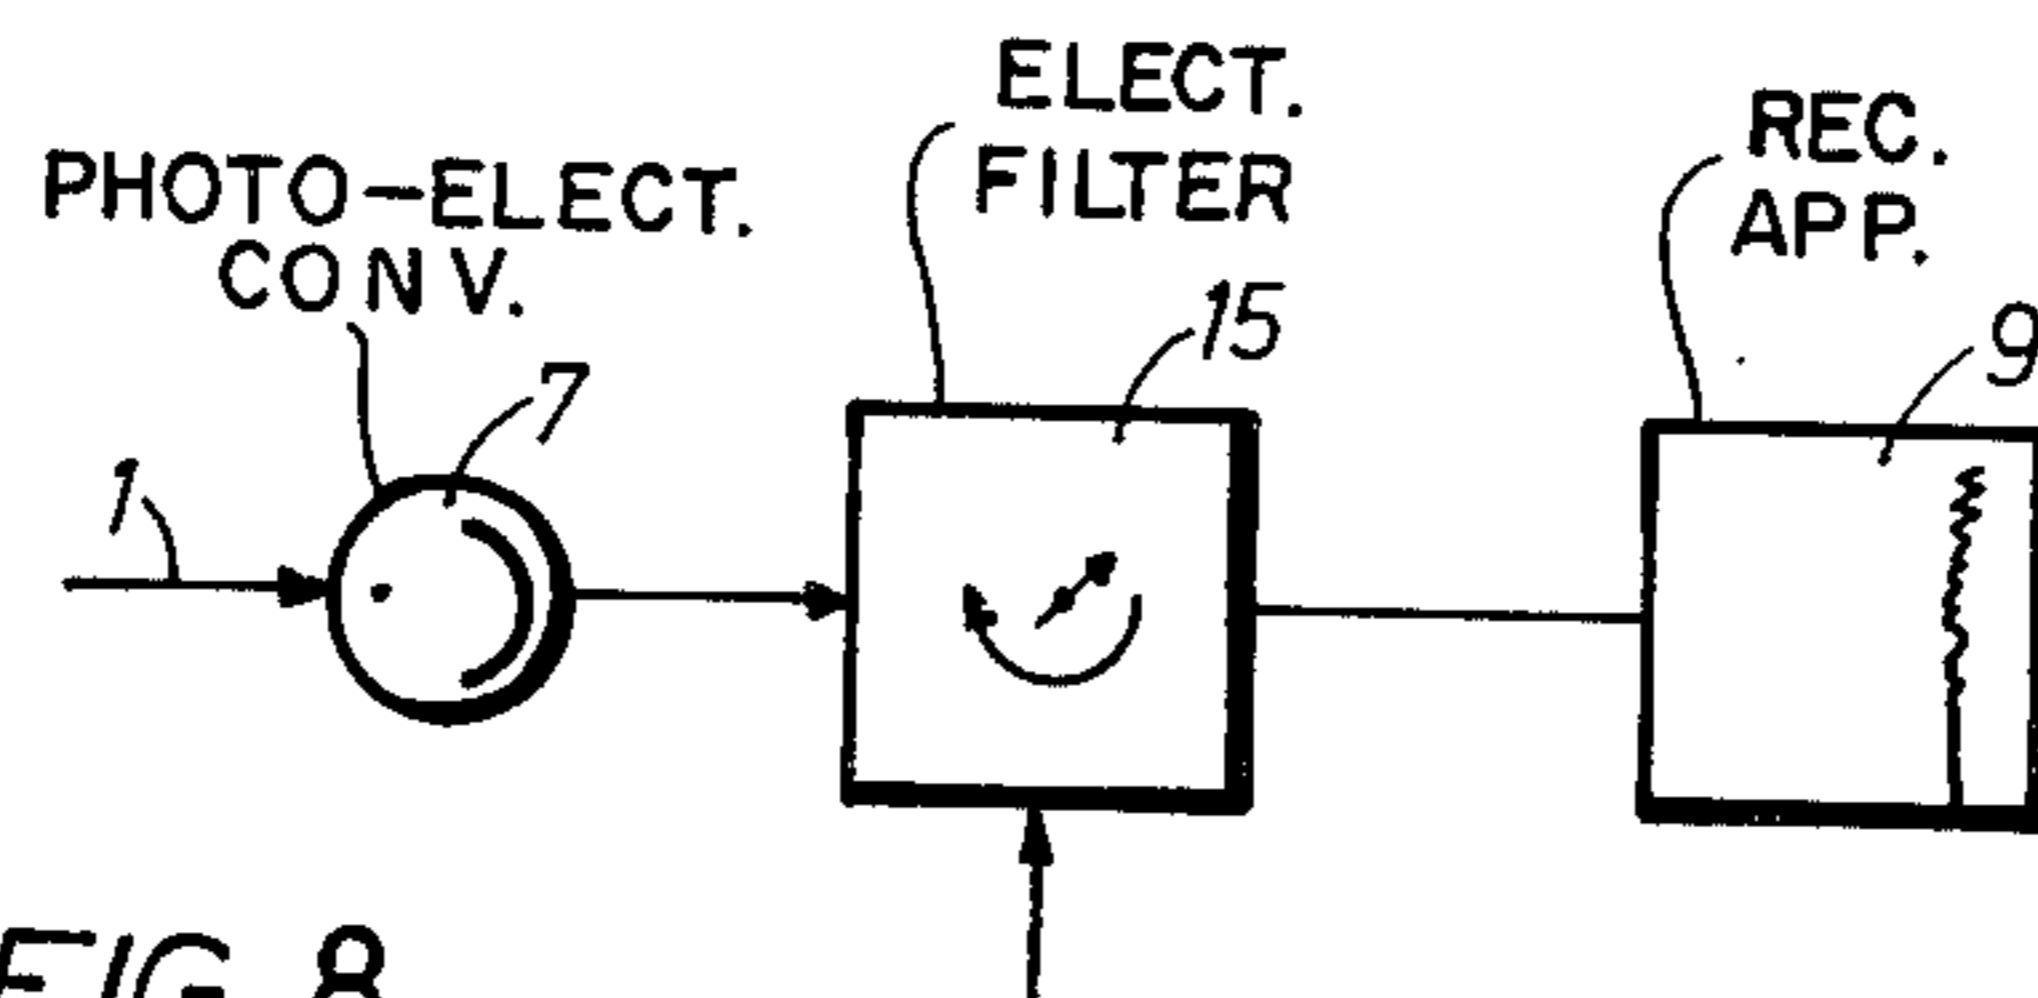 ELECT.
FILTER
REC.
APP.
PHOTO-ELECT.
CONV.
15
9
7
1
FIG. 8